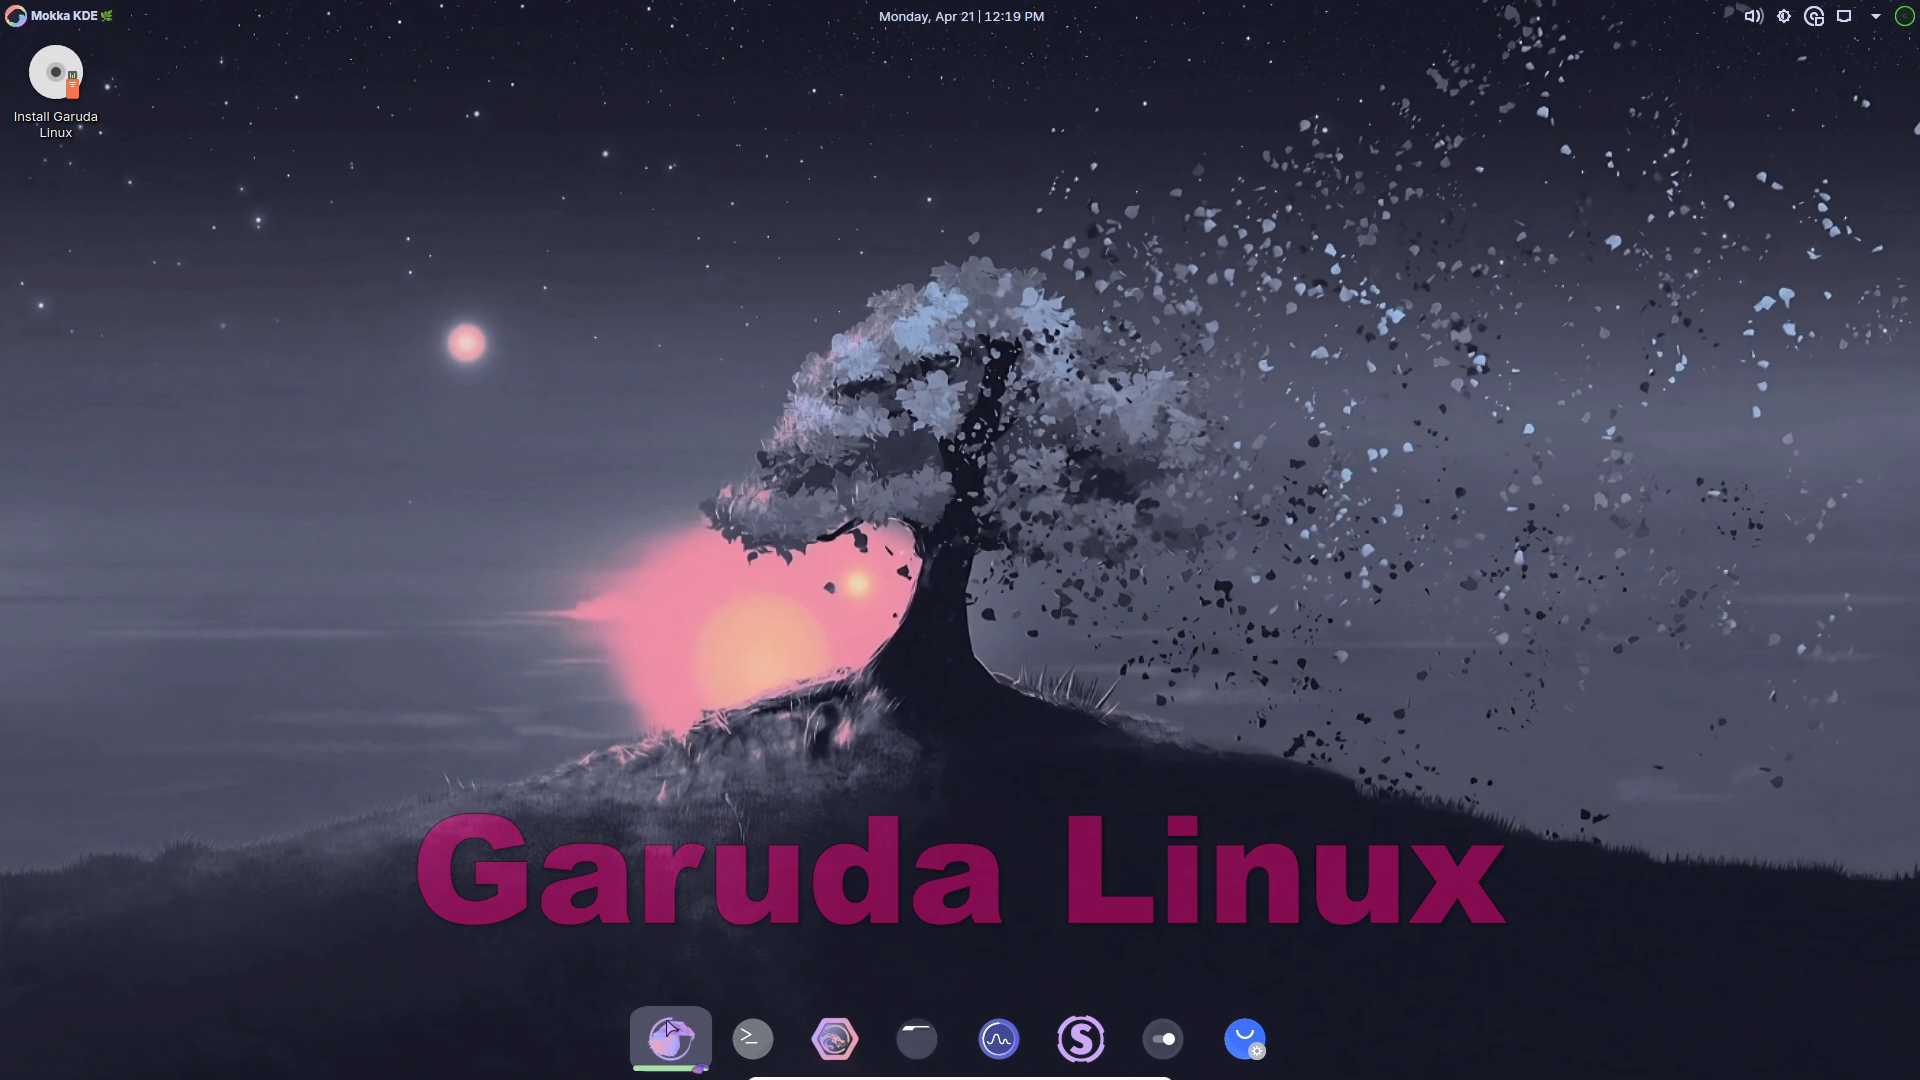 Mokka KDE
Monday, Apr 21 | 12:19 PM
Install Garuda
Linux
Garuda Linux